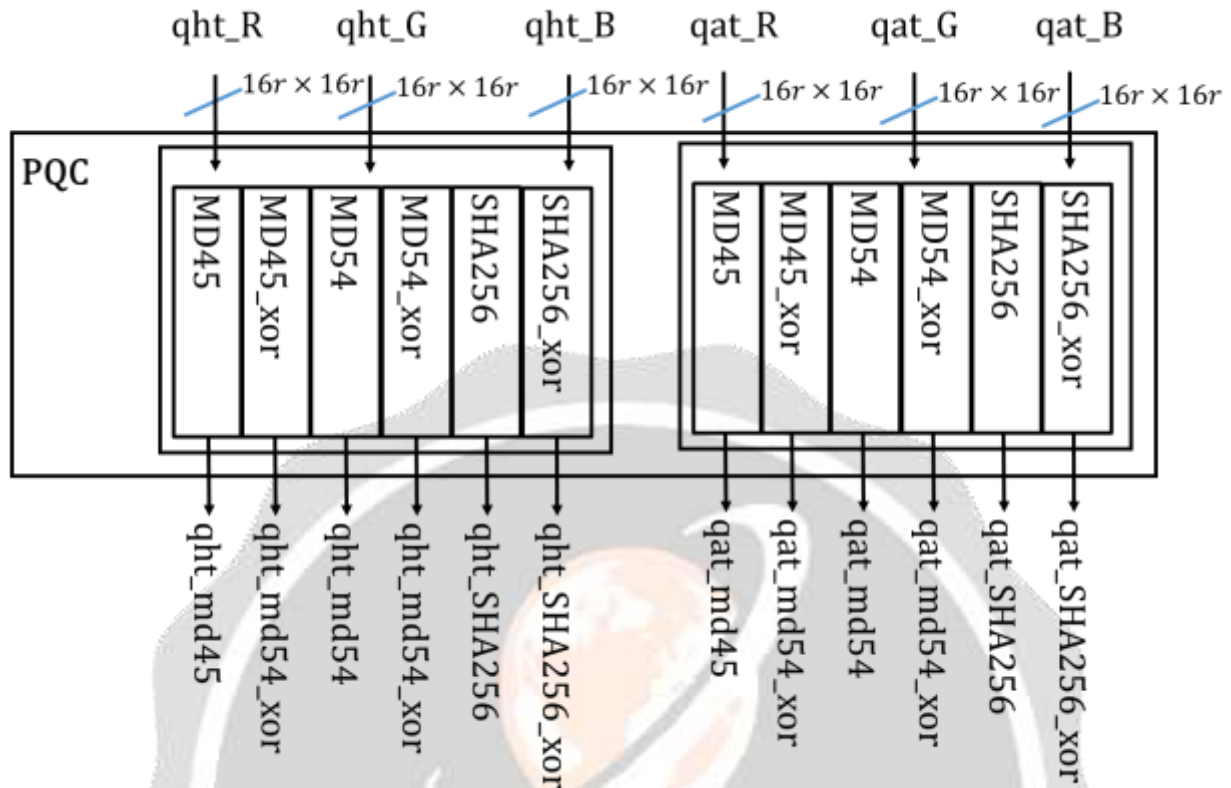 qht_R qht_G qht_B qat_R qat_G qat_B
16r × 16r 16r × 16r 16r × 16r 16r × 16r 16r × 16r 16r × 16r
PQC
MD45
MD45_xor
MD54
MD54_xor
SHA256
SHA256_xor
MD45
MD45_xor
MD54
MD54_xor
SHA256
SHA256_xor
qht_md45
qht_md54_xor
qht_md54
qht_md54_xor
qht_SHA256
qht_SHA256_xor
qat_md45
qat_md54_xor
qat_md54
qat_md54_xor
qat_SHA256
qat_SHA256_xor